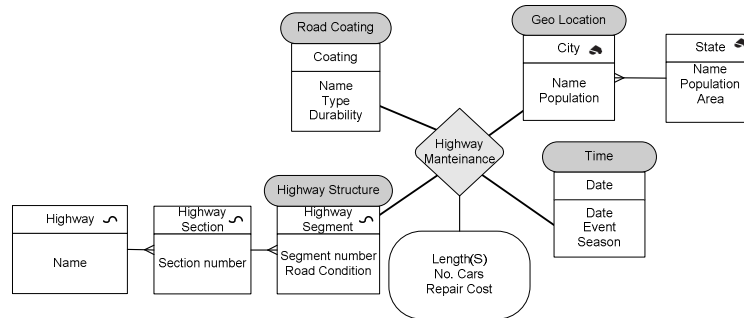 Road Coating
Coating
Name
Type
Durability
Geo Location
City
Name
Population
State
Name
Population
Area
Highway
Manteinance
Time
Date
Date
Event
Season
Highway Structure
Highway
Segment
Segment number
Road Condition
Highway
Section
Section number
Highway
Name
Length(S)
No. Cars
Repair Cost